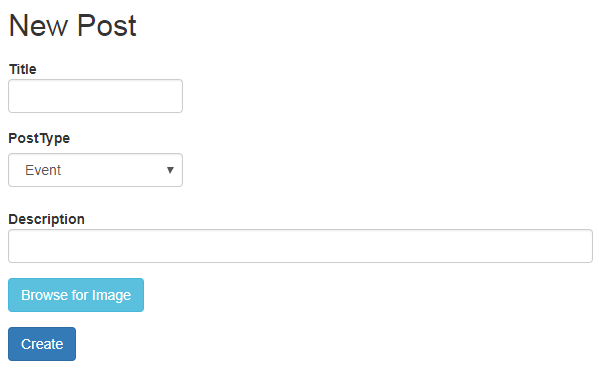 New Post
Title
PostType
Event
Description
Browse for Image
Create